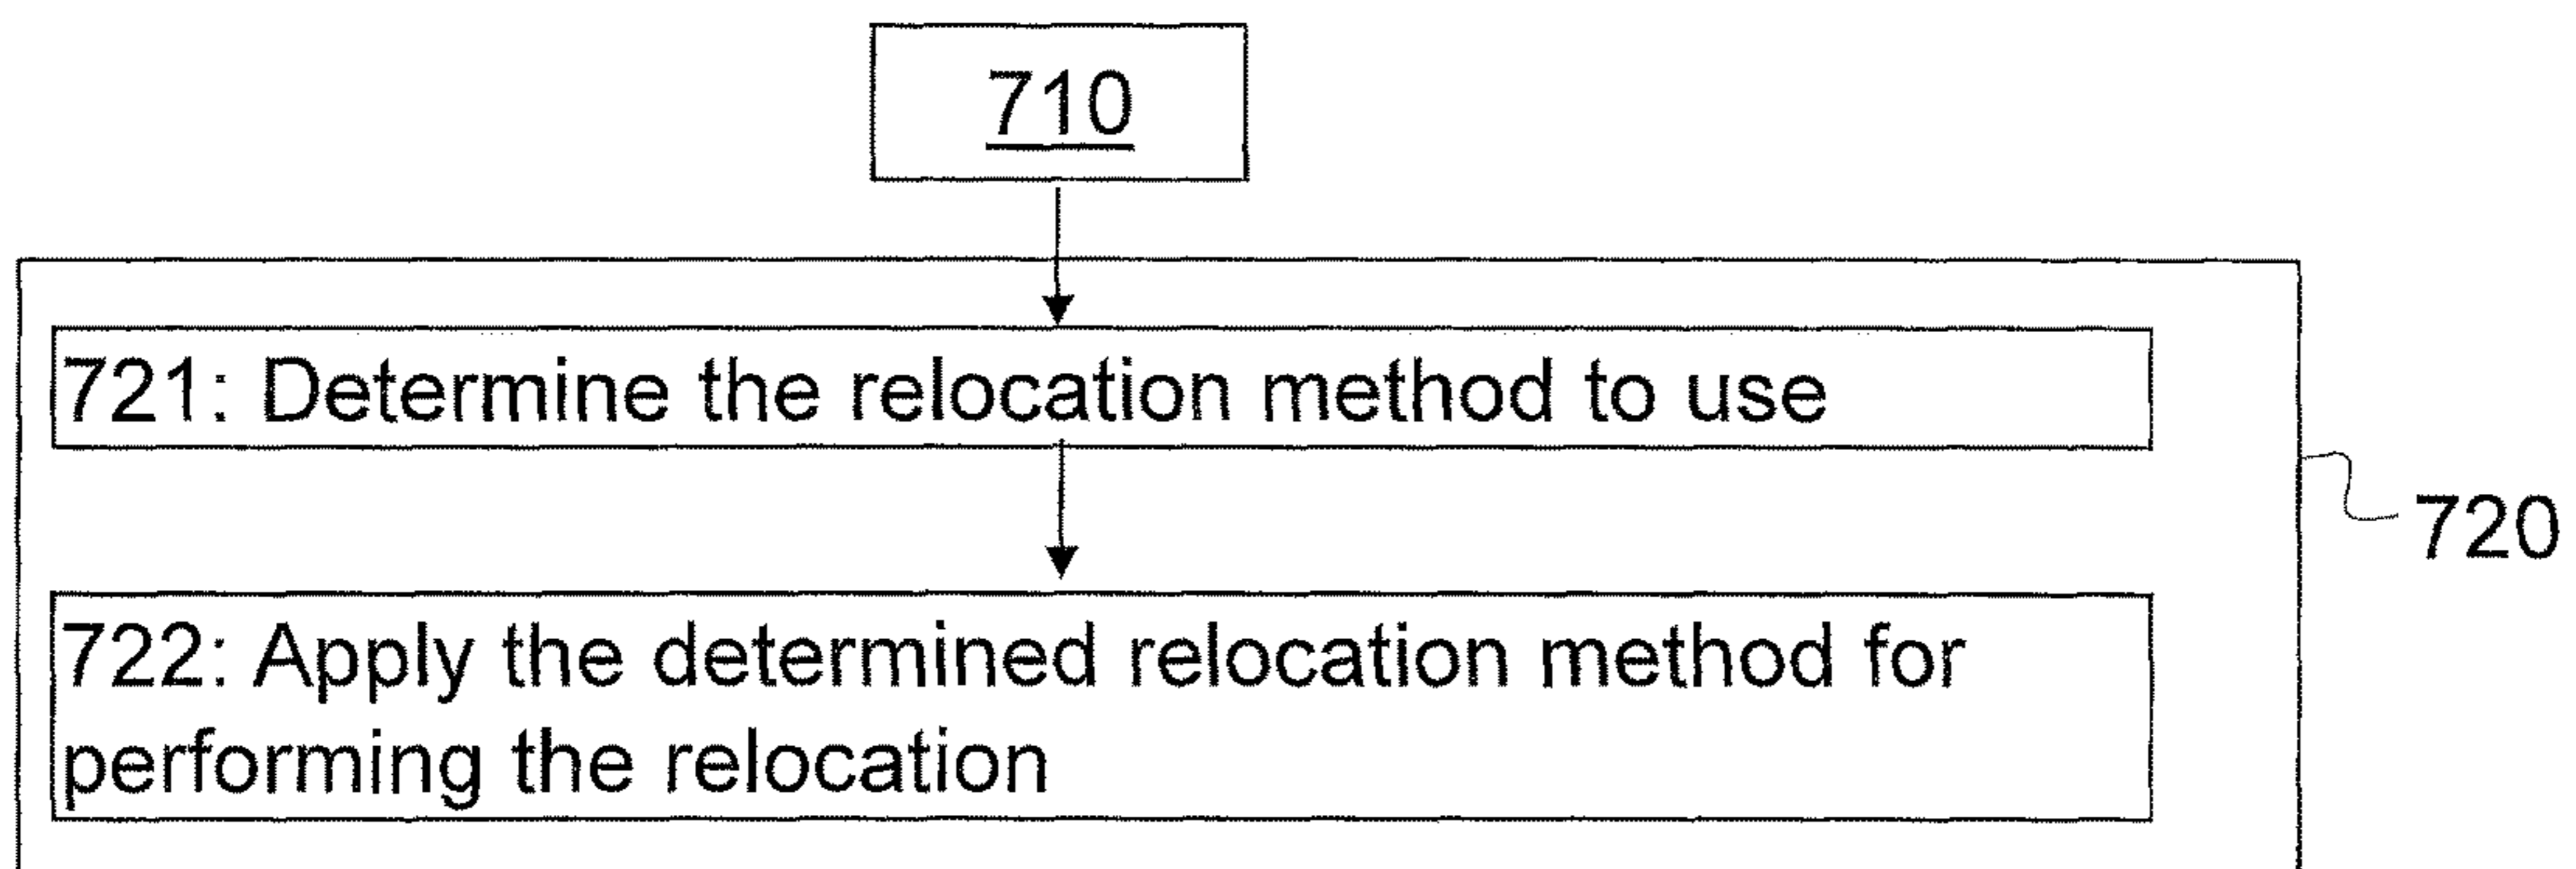 710
721: Determine the relocation method to use
720
722: Apply the determined relocation method for
performing the relocation